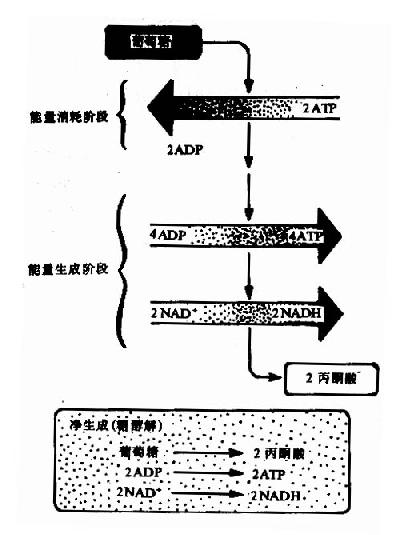 葡萄糖
能量消耗阶段
2ATP
2ADP
能量生成阶段
4ADP
4ATP
2NAD⁺
2NADH
2 丙酮酸
净生成(糖酵解)
葡萄糖
2 丙酮酸
2ADP
2ATP
2NAD⁺
2NADH